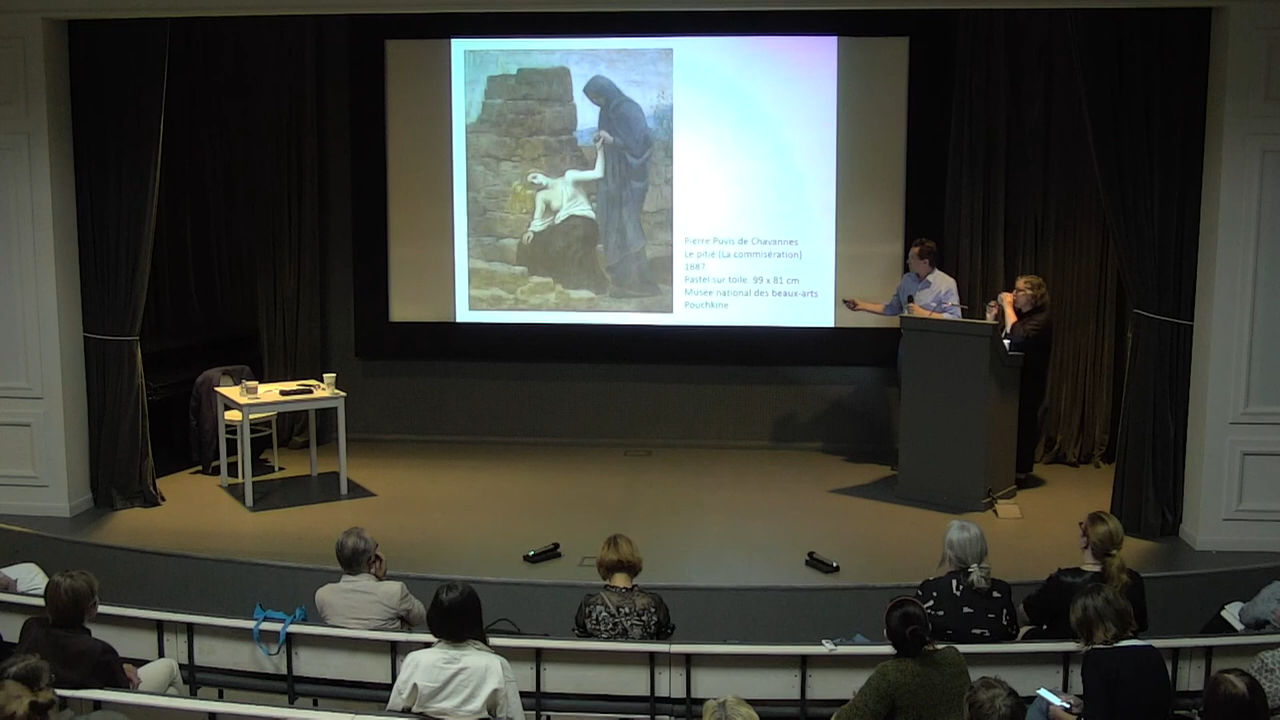 Pierre Puvis de Chavannes
Le pitié (La commisération)
1887.
Pastel sur toile. 99 x 81 cm
Musée national des beaux-arts
Pouchkine